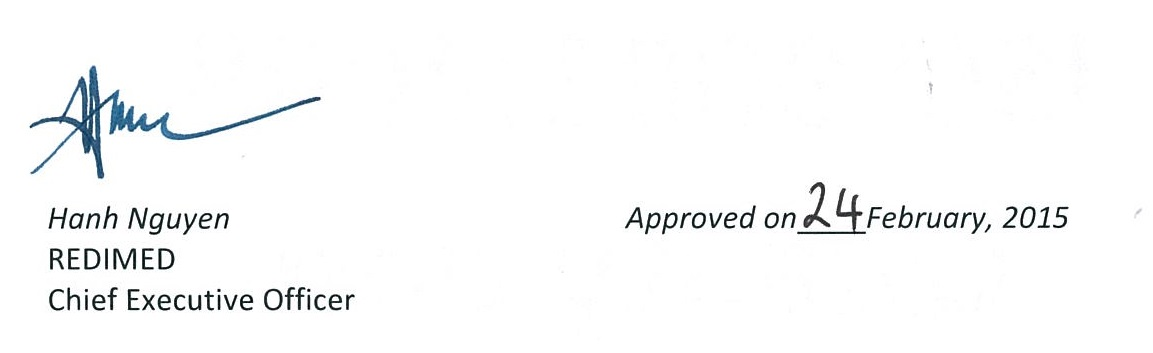 Hanh Nguyen
Approved on 24 February, 2015
REDIMED
Chief Executive Officer